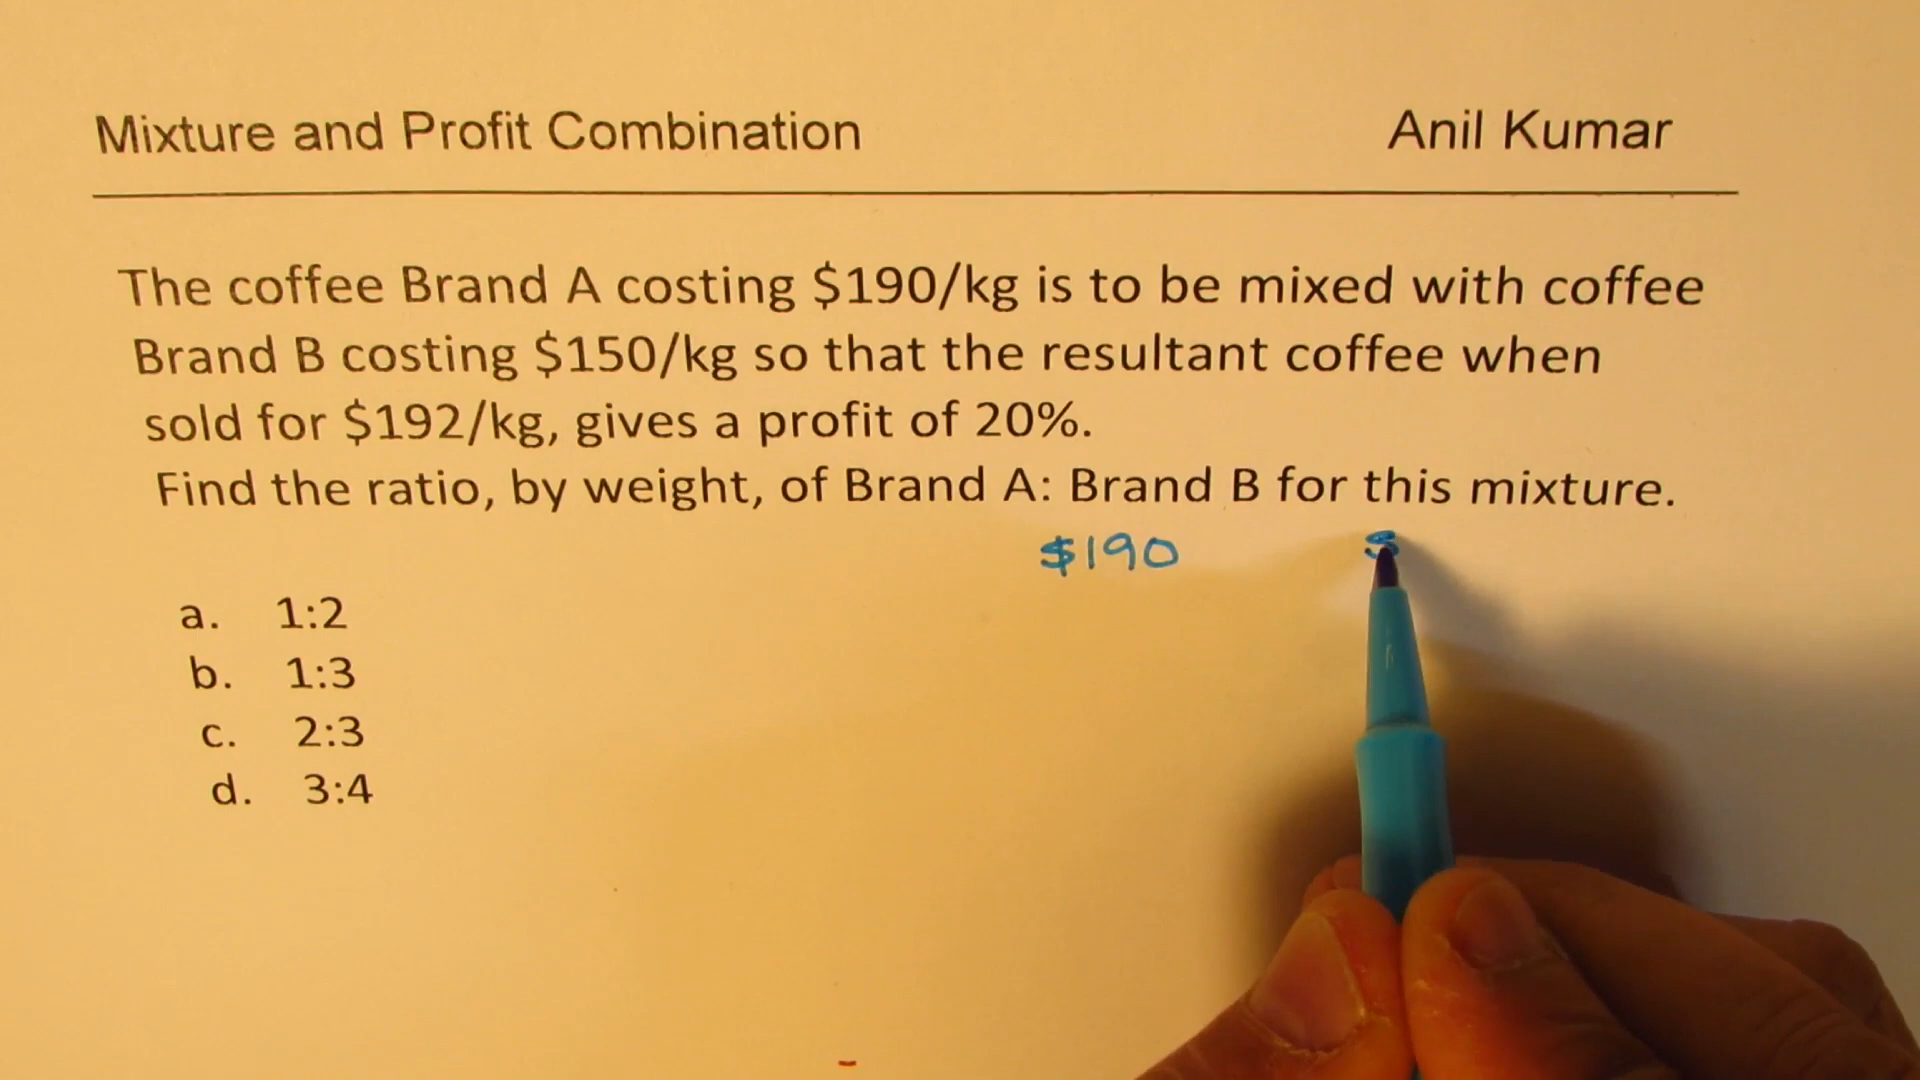 Mixture and Profit Combination Anil Kumar
The coffee Brand A costing $190/kg is to be mixed with coffee
Brand B costing $150/kg so that the resultant coffee when
sold for $192/kg, gives a profit of 20%.
Find the ratio, by weight, of Brand A: Brand B for this mixture.
$190
a. 1:2
b. 1:3
c. 2:3
d. 3:4